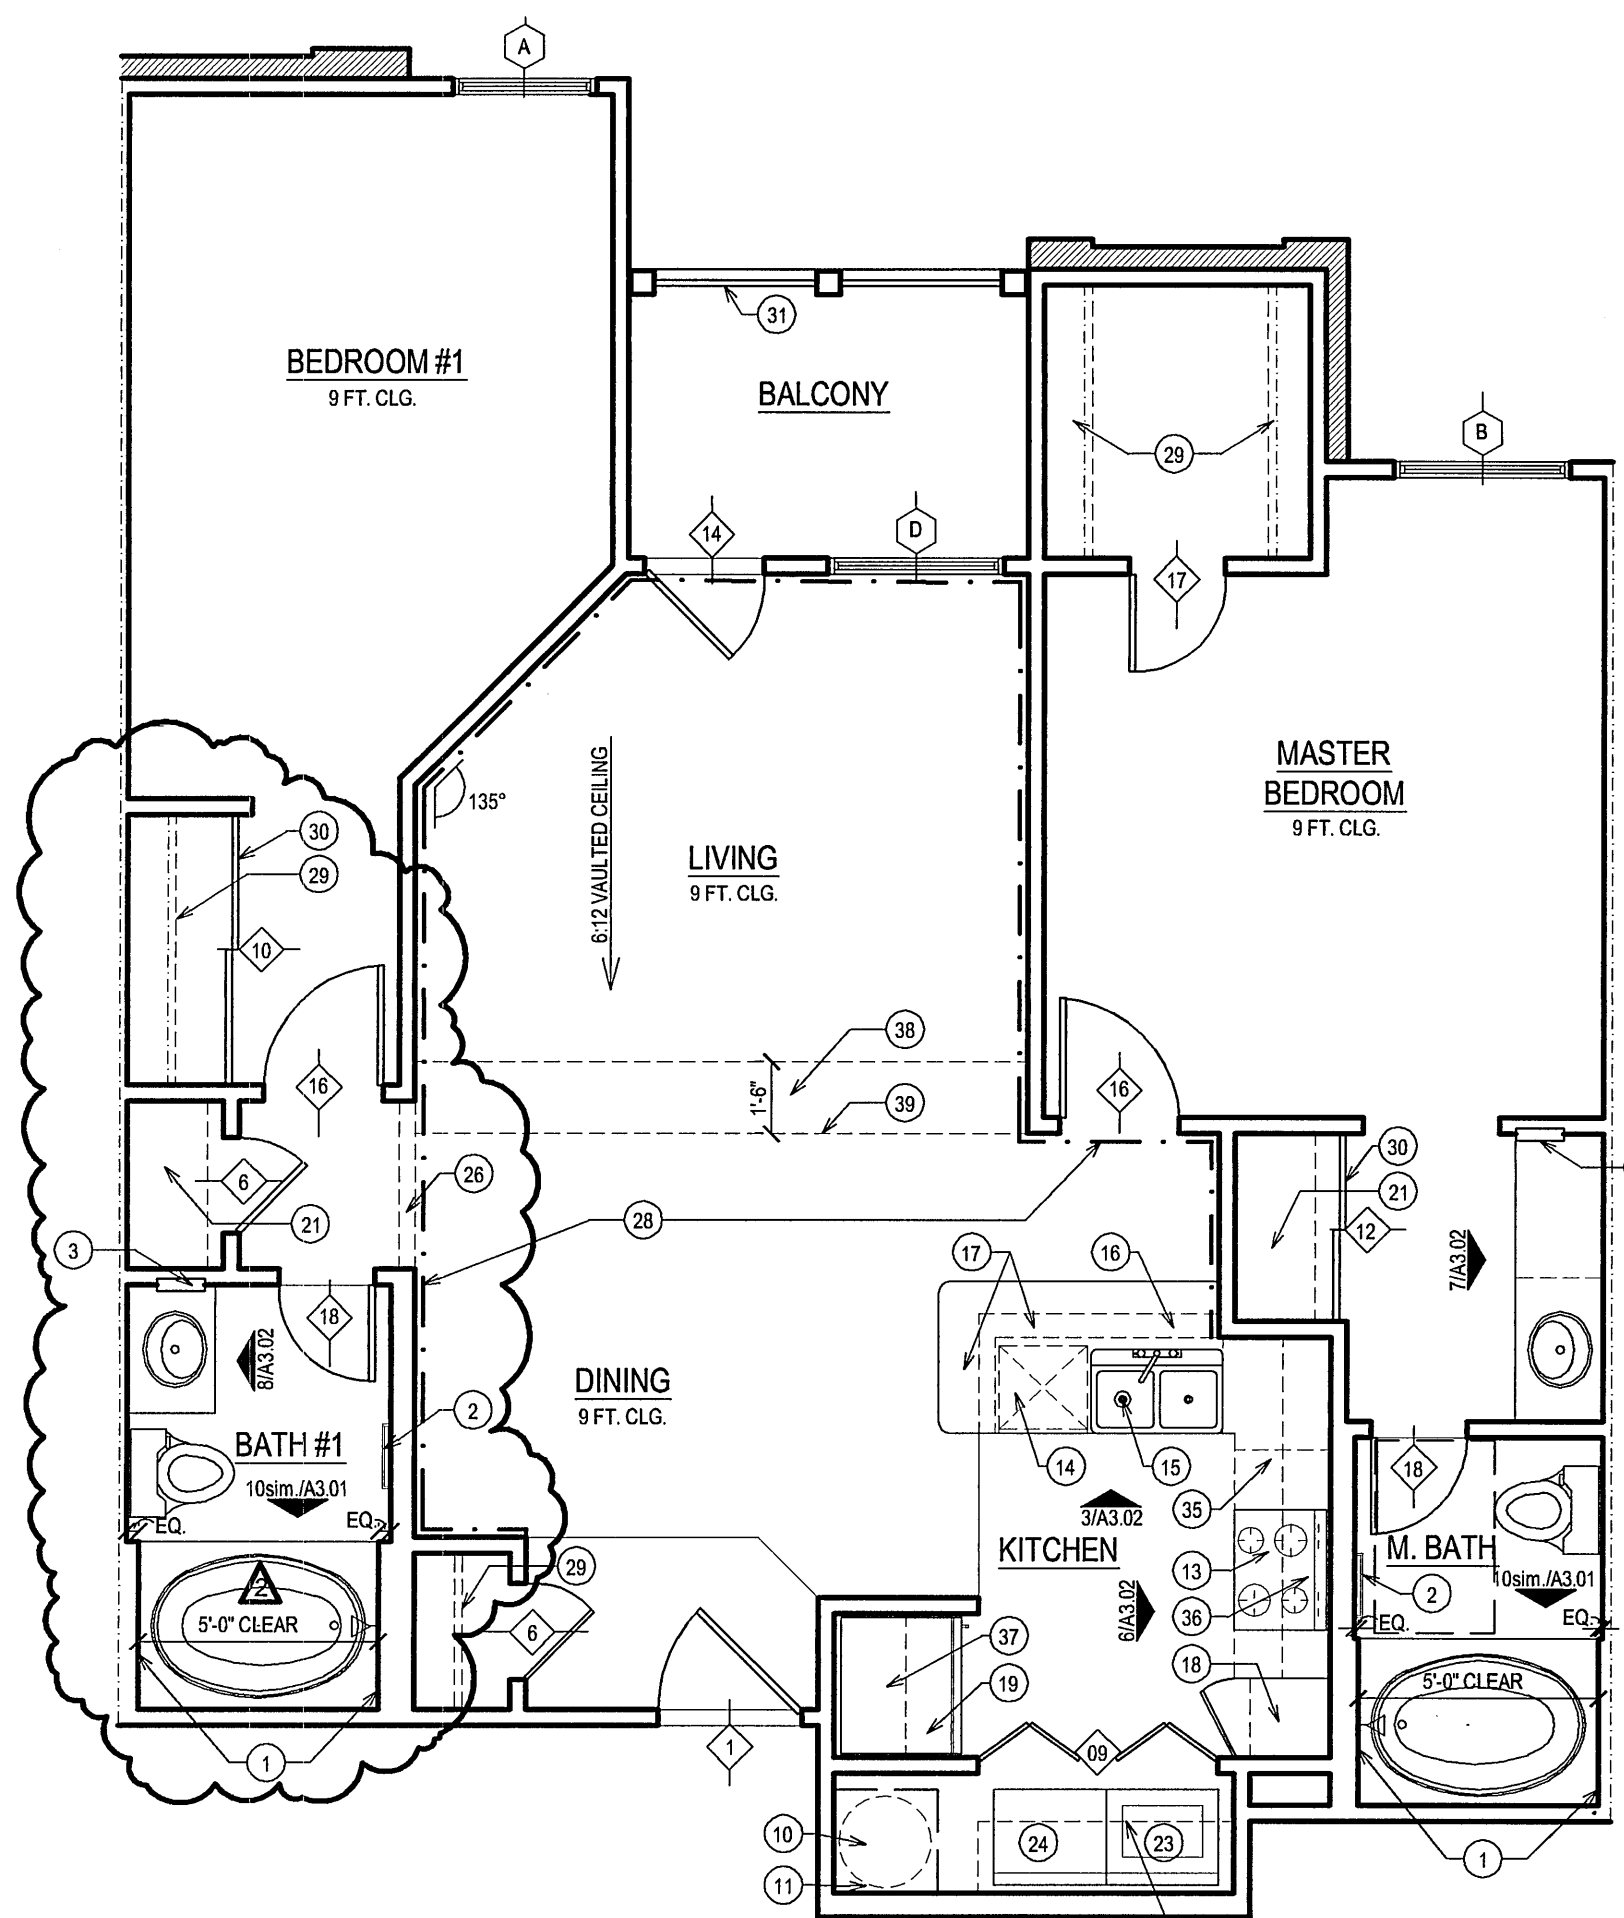 A
31
BEDROOM #1
9 FT. CLG.
BALCONY
29
B
14
D
17
MASTER
BEDROOM
9 FT. CLG.
135°
6:12 VAULTED CEILING
LIVING
9 FT. CLG.
30
29
10
38
1'-6"
39
16
16
6
26
21
3
28
30
21
12
7/A3.02
17
16
18
8/A3.02
DINING
9 FT. CLG.
2
BATH #1
10sim./A3.01
EQ.
EQ.
14
15
35
18
3/A3.02
KITCHEN
13
M. BATH
10sim./A3.01
2
EQ.
EQ.
2
5'-0" CLEAR
29
6
6/A3.02
36
37
19
18
5'-0" CLEAR
1
1
09
10
24
23
11
1